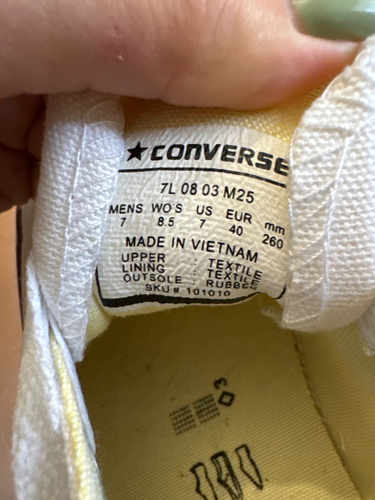 ★CONVERSE
7L 08 03 M25
MENS WO'S US EUR mm
7 8.5 7 40 260
MADE IN VIETNAM
UPPER : TEXTILE
LINING : TEXTILE
OUTSOLE : RUBBER
SKU # 101010
3